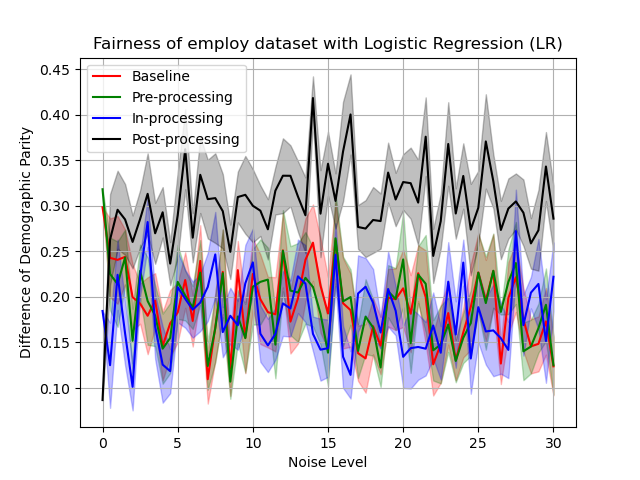 Fairness of employ dataset with Logistic Regression (LR)
Baseline
Pre-processing
In-processing
Post-processing
Difference of Demographic Parity
0.45
0.40
0.35
0.30
0.25
0.20
0.15
0.10
0 5 10 15 20 25 30
Noise Level